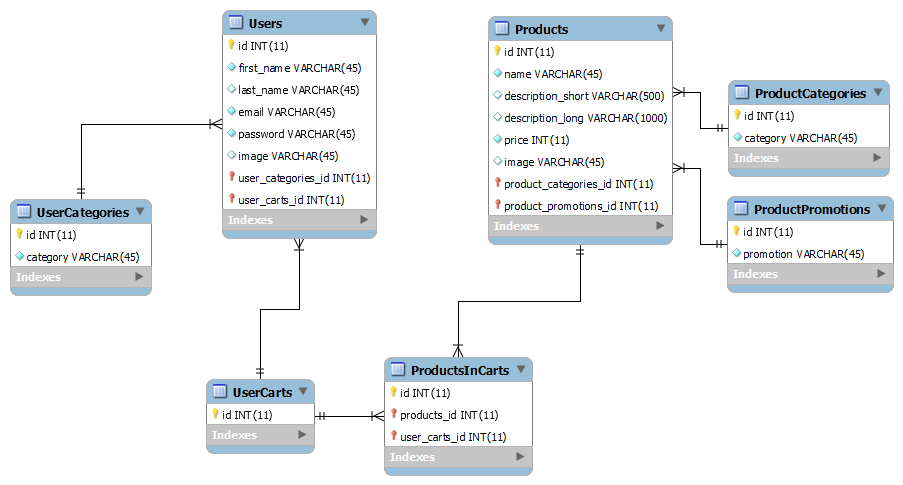 Users
id INT(11)
first_name VARCHAR(45)
last_name VARCHAR(45)
email VARCHAR(45)
password VARCHAR(45)
image VARCHAR(45)
user_categories_id INT(11)
user_carts_id INT(11)
Indexes
Products
id INT(11)
name VARCHAR(45)
description_short VARCHAR(500)
description_long VARCHAR(1000)
price INT(11)
image VARCHAR(45)
product_categories_id INT(11)
product_promotions_id INT(11)
Indexes
ProductCategories
id INT(11)
category VARCHAR(45)
Indexes
UserCategories
id INT(11)
category VARCHAR(45)
Indexes
ProductPromotions
id INT(11)
promotion VARCHAR(45)
Indexes
UserCarts
id INT(11)
Indexes
ProductsInCarts
id INT(11)
products_id INT(11)
user_carts_id INT(11)
Indexes